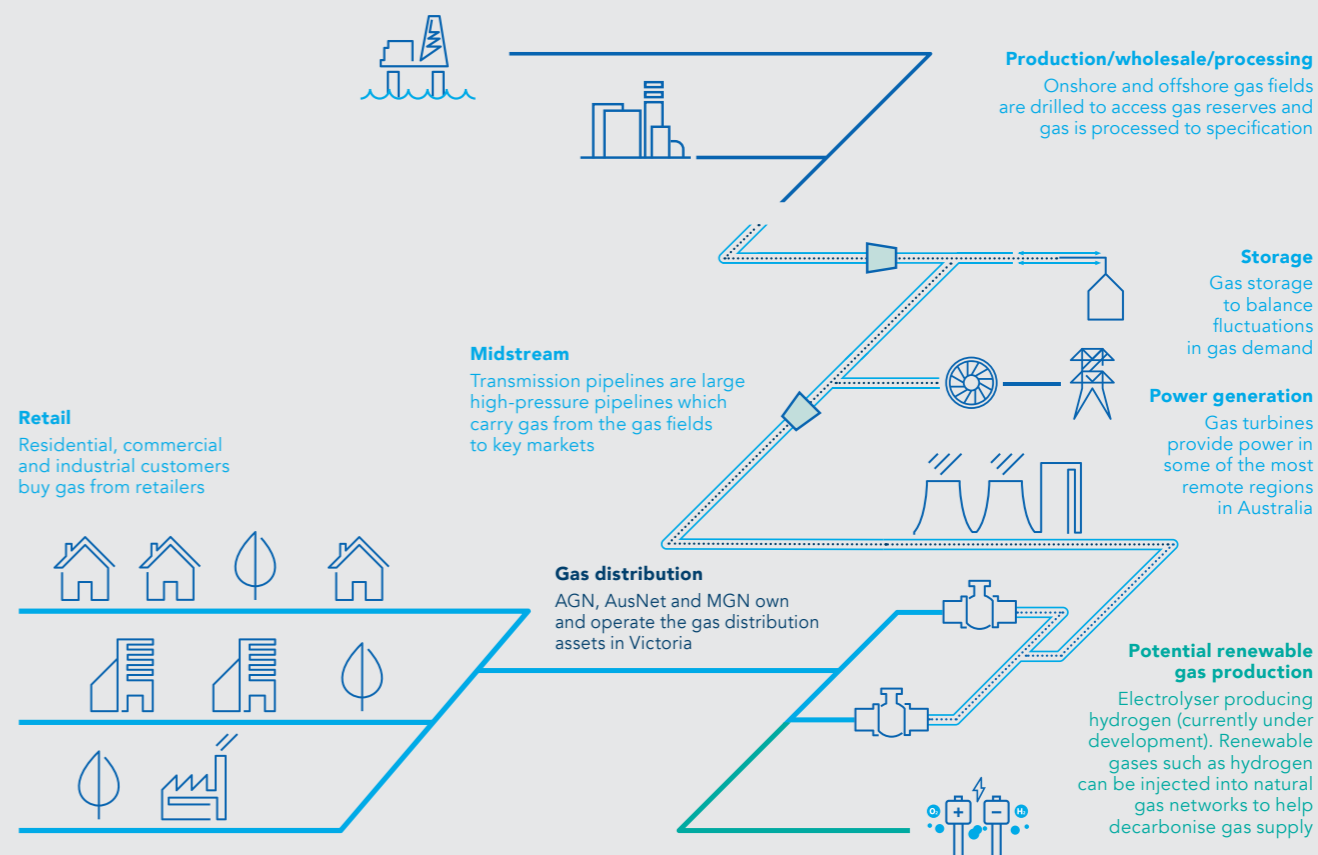 Production/wholesale/processing
Onshore and offshore gas fields
are drilled to access gas reserves and
gas is processed to specification
Storage
Gas storage
to balance
fluctuations
in gas demand
Midstream
Transmission pipelines are large
high-pressure pipelines which
carry gas from the gas fields
to key markets
Power generation
Gas turbines
provide power in
some of the most
remote regions
in Australia
Retail
Residential, commercial
and industrial customers
buy gas from retailers
Gas distribution
AGN, AusNet and MGN own
and operate the gas distribution
assets in Victoria
Potential renewable
gas production
Electrolyser producing
hydrogen (currently under
development). Renewable
gases such as hydrogen
can be injected into natural
gas networks to help
decarbonise gas supply
O₂ + − H₂